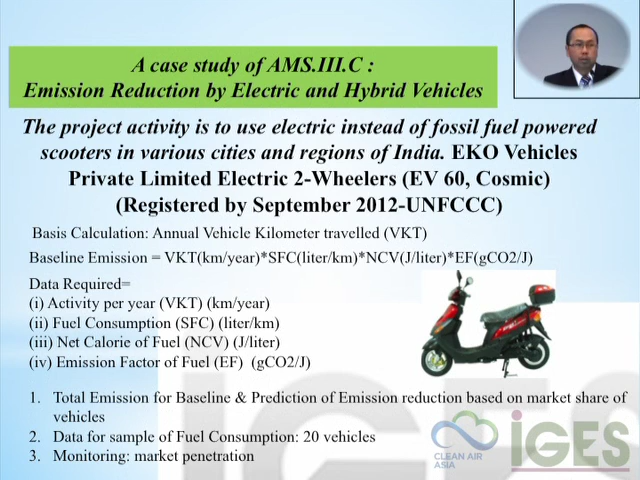 A case study of AMS.III.C :
Emission Reduction by Electric and Hybrid Vehicles
The project activity is to use electric instead of fossil fuel powered
scooters in various cities and regions of India. EKO Vehicles
Private Limited Electric 2-Wheelers (EV 60, Cosmic)
(Registered by September 2012-UNFCCC)
Basis Calculation: Annual Vehicle Kilometer travelled (VKT)
Baseline Emission = VKT(km/year)*SFC(liter/km)*NCV(J/liter)*EF(gCO2/J)
Data Required=
(i) Activity per year (VKT) (km/year)
(ii) Fuel Consumption (SFC) (liter/km)
(iii) Net Calorie of Fuel (NCV) (J/liter)
(iv) Emission Factor of Fuel (EF) (gCO2/J)
1. Total Emission for Baseline & Prediction of Emission reduction based on market share of
vehicles
2. Data for sample of Fuel Consumption: 20 vehicles
3. Monitoring: market penetration
CLEAN AIR
ASIA
iGES